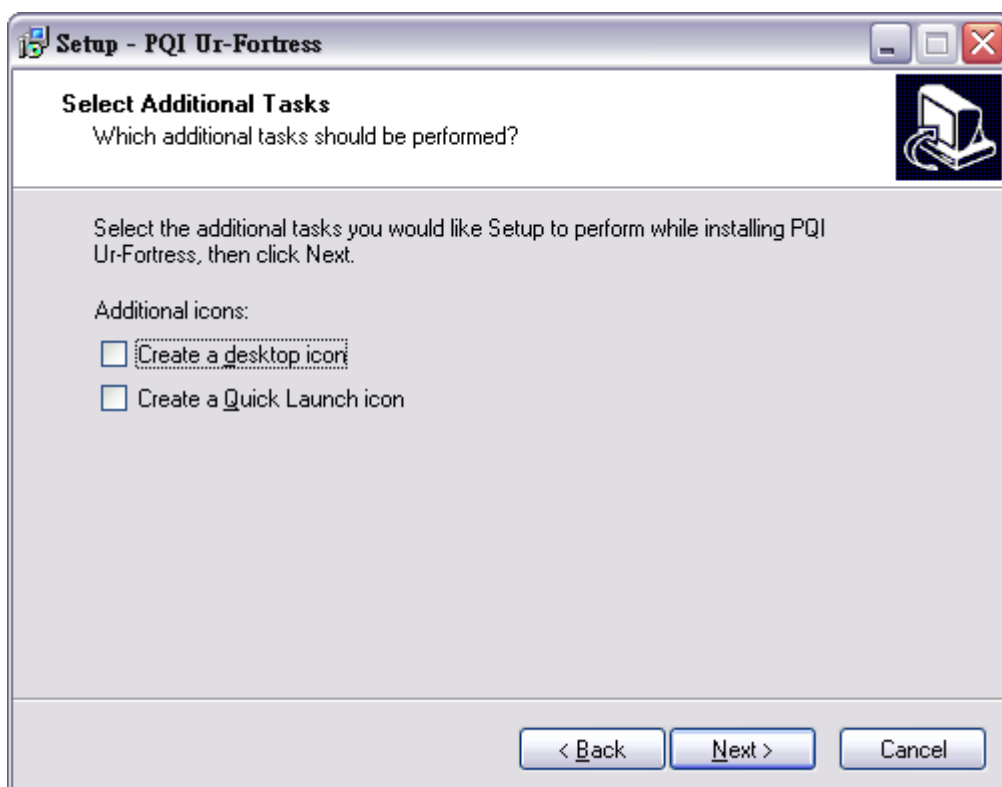 Setup - PQI Ur-Fortress
Select Additional Tasks
Which additional tasks should be performed?
Select the additional tasks you would like Setup to perform while installing PQI
Ur-Fortress, then click Next.
Additional icons:
Create a desktop icon
Create a Quick Launch icon
< Back
Next >
Cancel